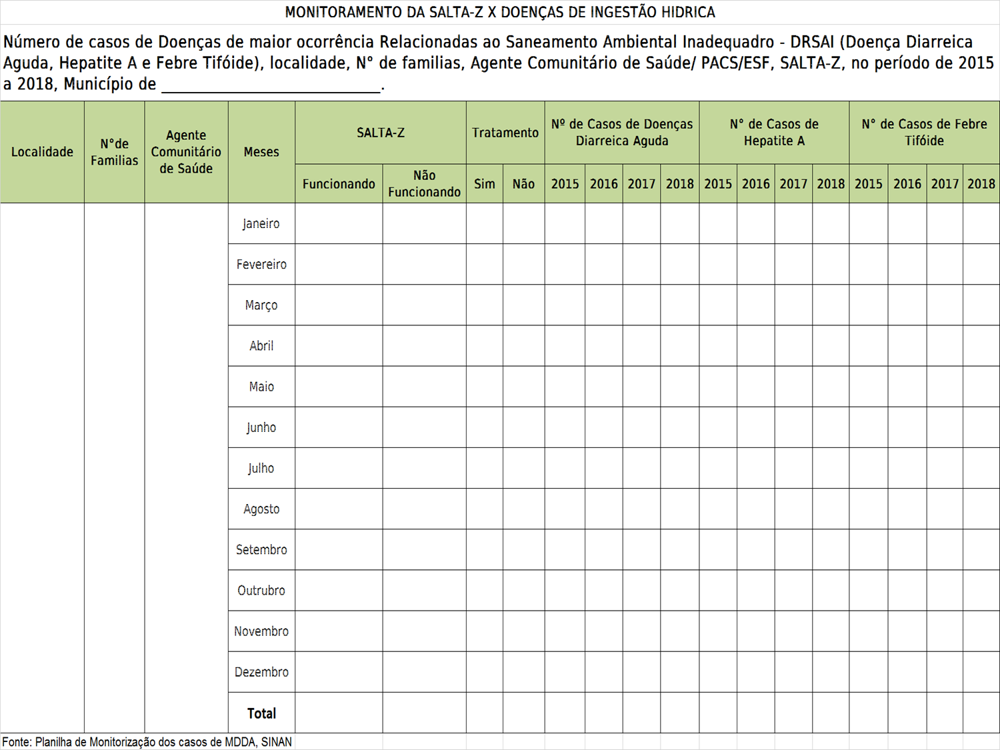 MONITORAMENTO DA SALTA-Z X DOENÇAS DE INGESTÃO HIDRICA
Número de casos de Doenças de maior ocorrência Relacionadas ao Saneamento Ambiental Inadequadro - DRSAI (Doença Diarreica
Aguda, Hepatite A e Febre Tifóide), localidade, N° de familias, Agente Comunitário de Saúde/ PACS/ESF, SALTA-Z, no período de 2015
a 2018, Município de _________________________.
Localidade
N°de
Familias
Agente
Comunitário
de Saúde
Meses
SALTA-Z
Tratamento
Nº de Casos de Doenças
Diarreica Aguda
N° de Casos de
Hepatite A
N° de Casos de Febre
Tifóide
Funcionando
Não
Funcionando
Sim
Não
2015 2016 2017 2018 2015 2016 2017 2018 2015 2016 2017 2018
Janeiro
Fevereiro
Março
Abril
Maio
Junho
Julho
Agosto
Setembro
Outrubro
Novembro
Dezembro
Total
Fonte: Planilha de Monitorização dos casos de MDDA, SINAN